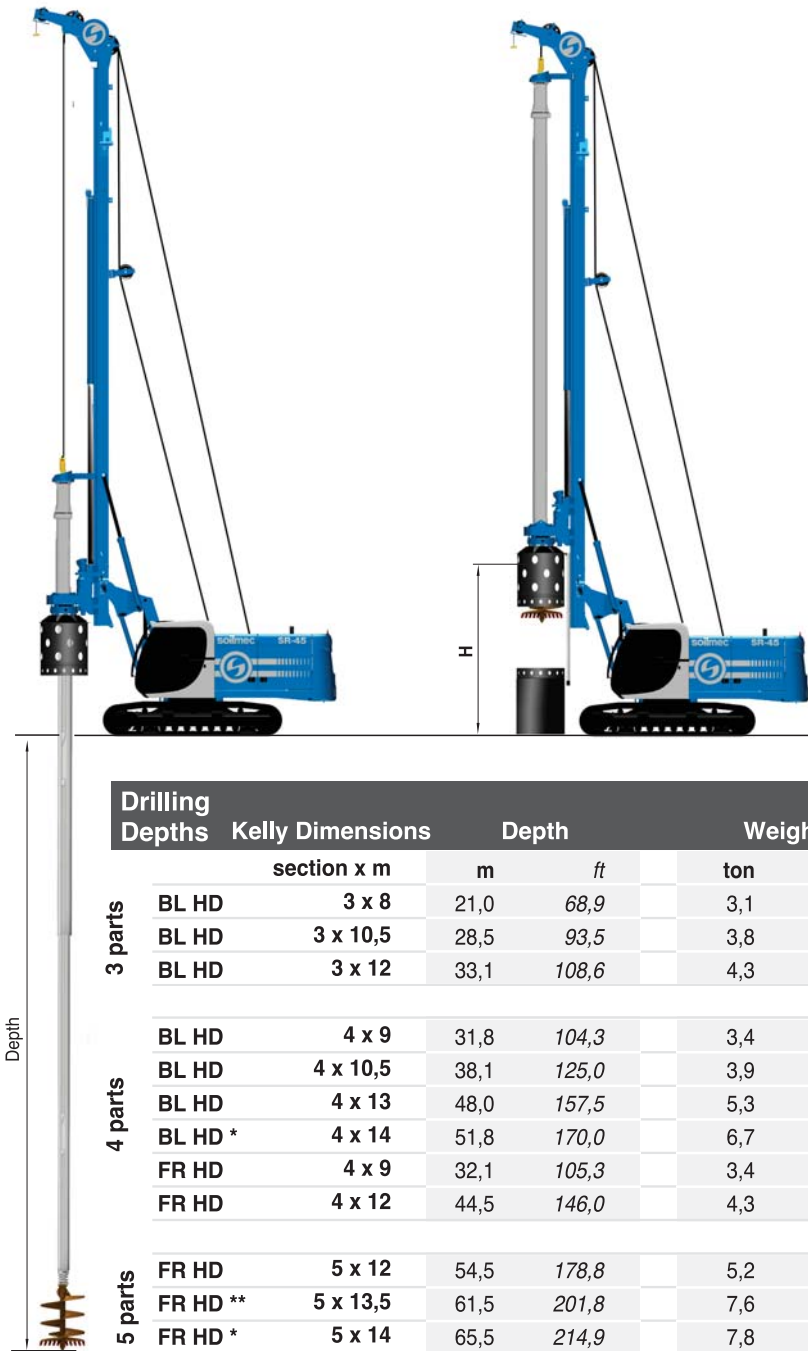 soilmec SR-45
soilmec SR-45
H
Depth
Drilling
Depths Kelly Dimensions Depth Weigh
section x m m ft ton
3 parts
BL HD 3 x 8 21,0 68,9 3,1
BL HD 3 x 10,5 28,5 93,5 3,8
BL HD 3 x 12 33,1 108,6 4,3
4 parts
BL HD 4 x 9 31,8 104,3 3,4
BL HD 4 x 10,5 38,1 125,0 3,9
BL HD 4 x 13 48,0 157,5 5,3
BL HD * 4 x 14 51,8 170,0 6,7
FR HD 4 x 9 32,1 105,3 3,4
FR HD 4 x 12 44,5 146,0 4,3
5 parts
FR HD 5 x 12 54,5 178,8 5,2
FR HD ** 5 x 13,5 61,5 201,8 7,6
FR HD * 5 x 14 65,5 214,9 7,8